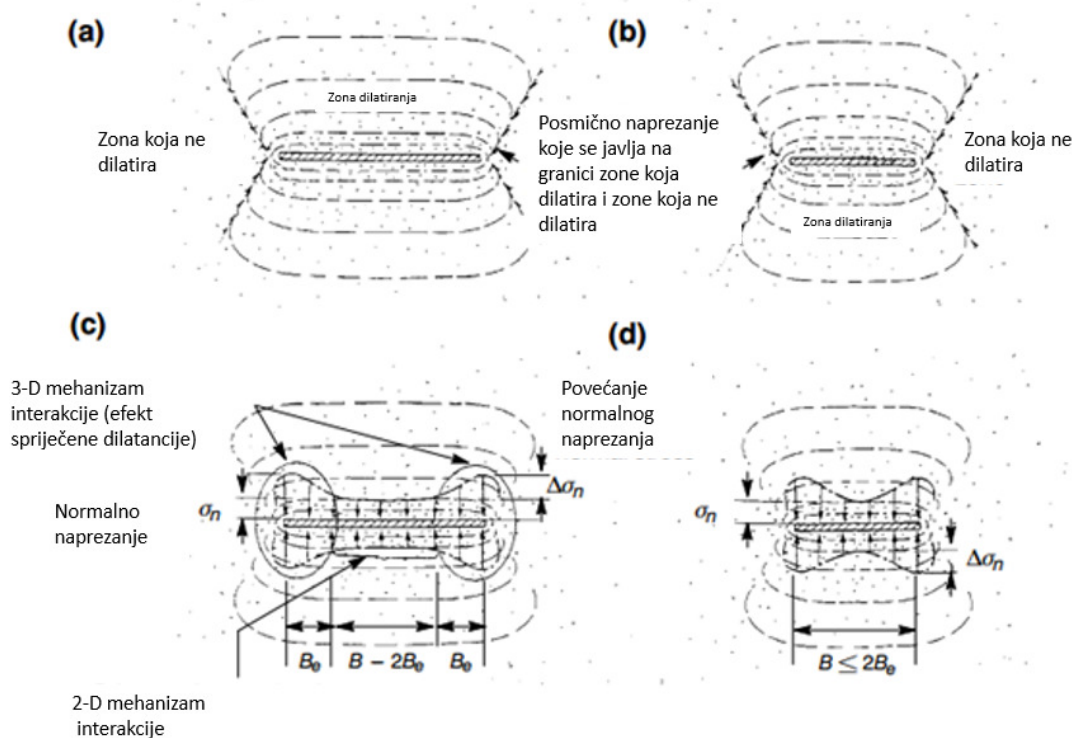 (a)
(b)
Zona dilatiranja
Zona koja ne
dilatira
Posmično naprezanje
koje se javlja na
granici zone koja
dilatira i zone koja ne
dilatira
Zona koja ne
dilatira
Zona dilatiranja
(c)
(d)
3-D mehanizam
interakcije (efekt
spriječene dilatancije)
Povećanje
normalnog
naprezanja
σn
Normalno
naprezanje
Δσn
σn
Δσn
Be
B − 2Be
Be
B ≤ 2Be
2-D mehanizam
interakcije